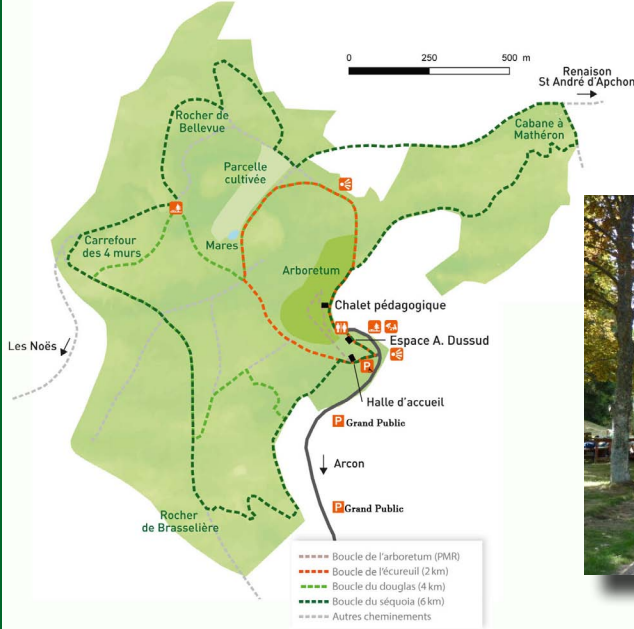 0 250 500 m
Renaison
St André d'Apchon
Rocher de
Bellevue
Cabane à
Mathéron
Parcelle
cultivée
Carrefour
des 4 murs
Mares
Arboretum
Chalet pédagogique
Les Noës
Espace A. Dussud
P
Halle d'accueil
P Grand Public
Arcon
P Grand Public
Rocher
de Brasselière
Boucle de l'arboretum (PMR)
Boucle de l'écureuil (2 km)
Boucle du douglas (4 km)
Boucle du séquoia (6 km)
Autres cheminements